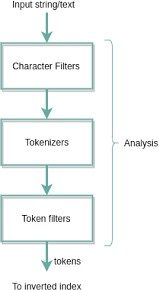 Input string/text
Character Filters
Tokenizers
Analysis
Token filters
tokens
To inverted index